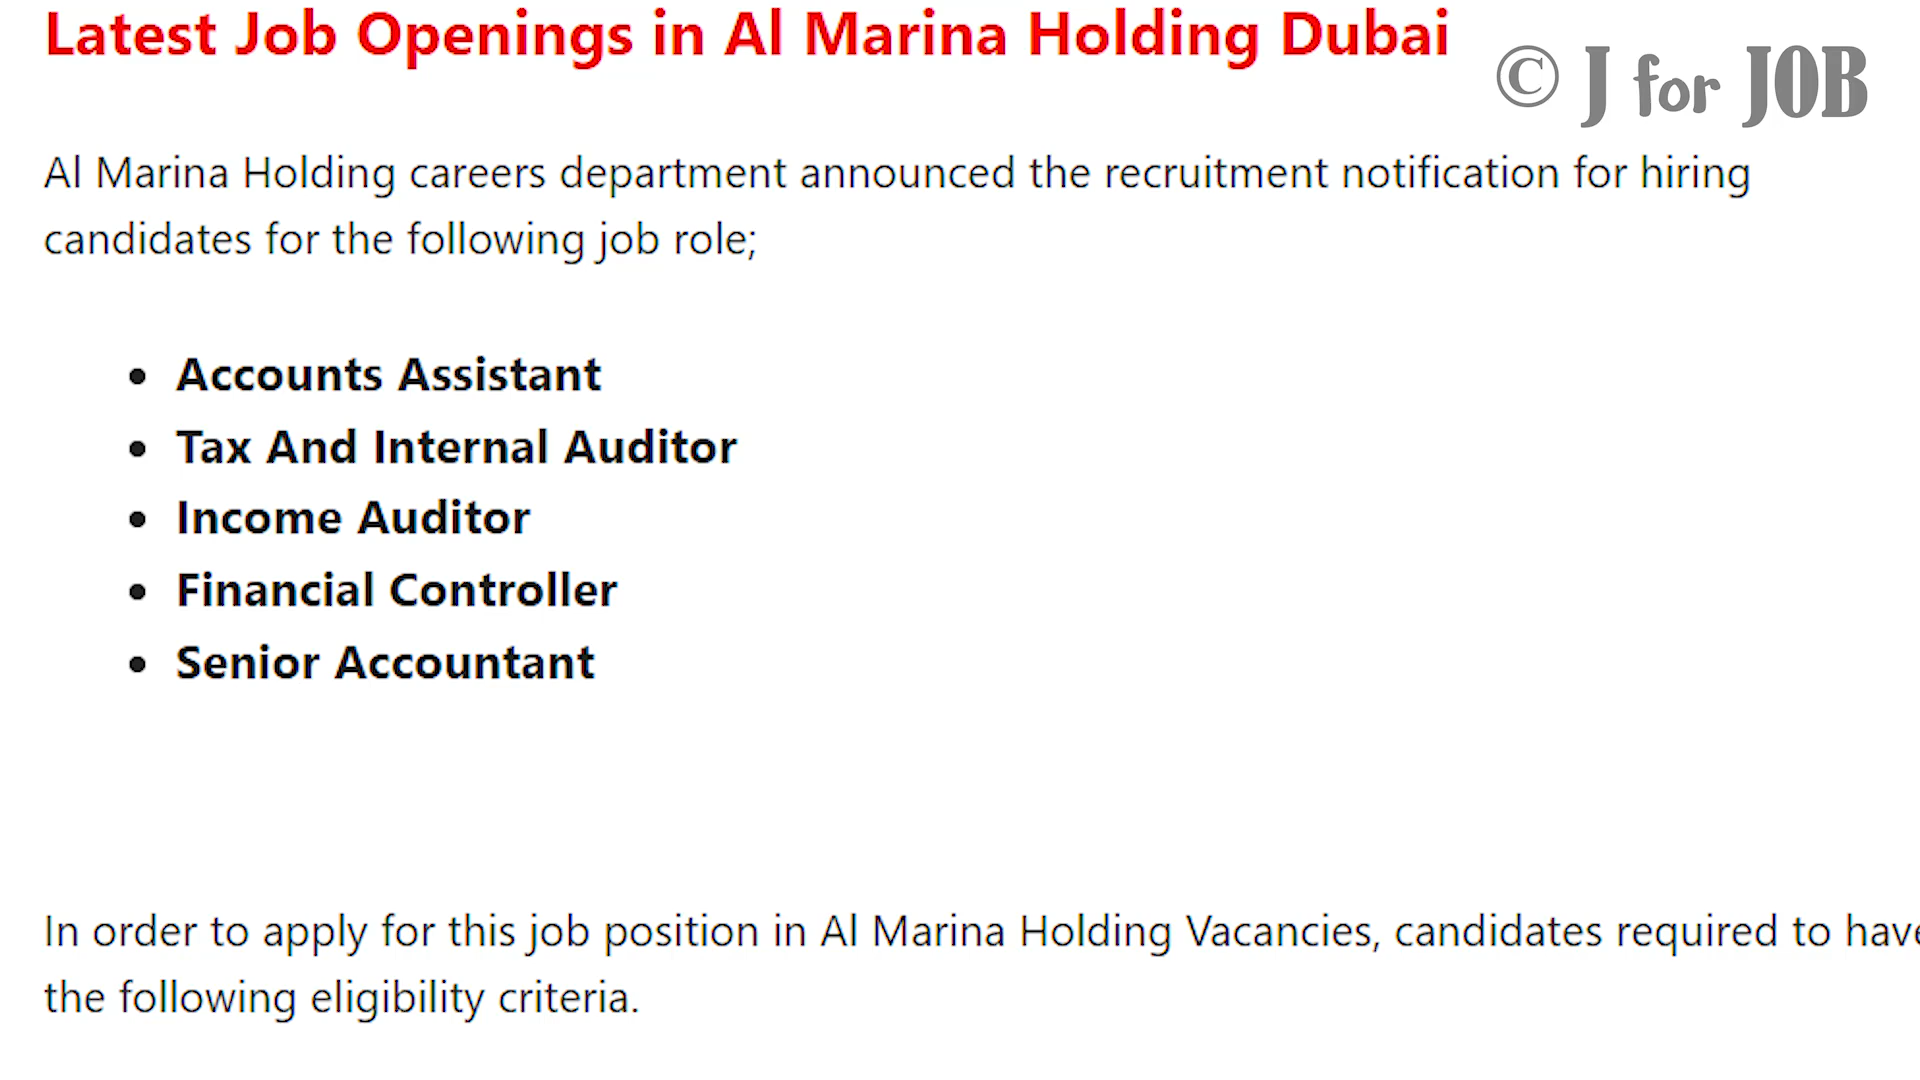 Latest Job Openings in Al Marina Holding Dubai
© J for JOB
Al Marina Holding careers department announced the recruitment notification for hiring
candidates for the following job role;
• Accounts Assistant
• Tax And Internal Auditor
• Income Auditor
• Financial Controller
• Senior Accountant
In order to apply for this job position in Al Marina Holding Vacancies, candidates required to have
the following eligibility criteria.